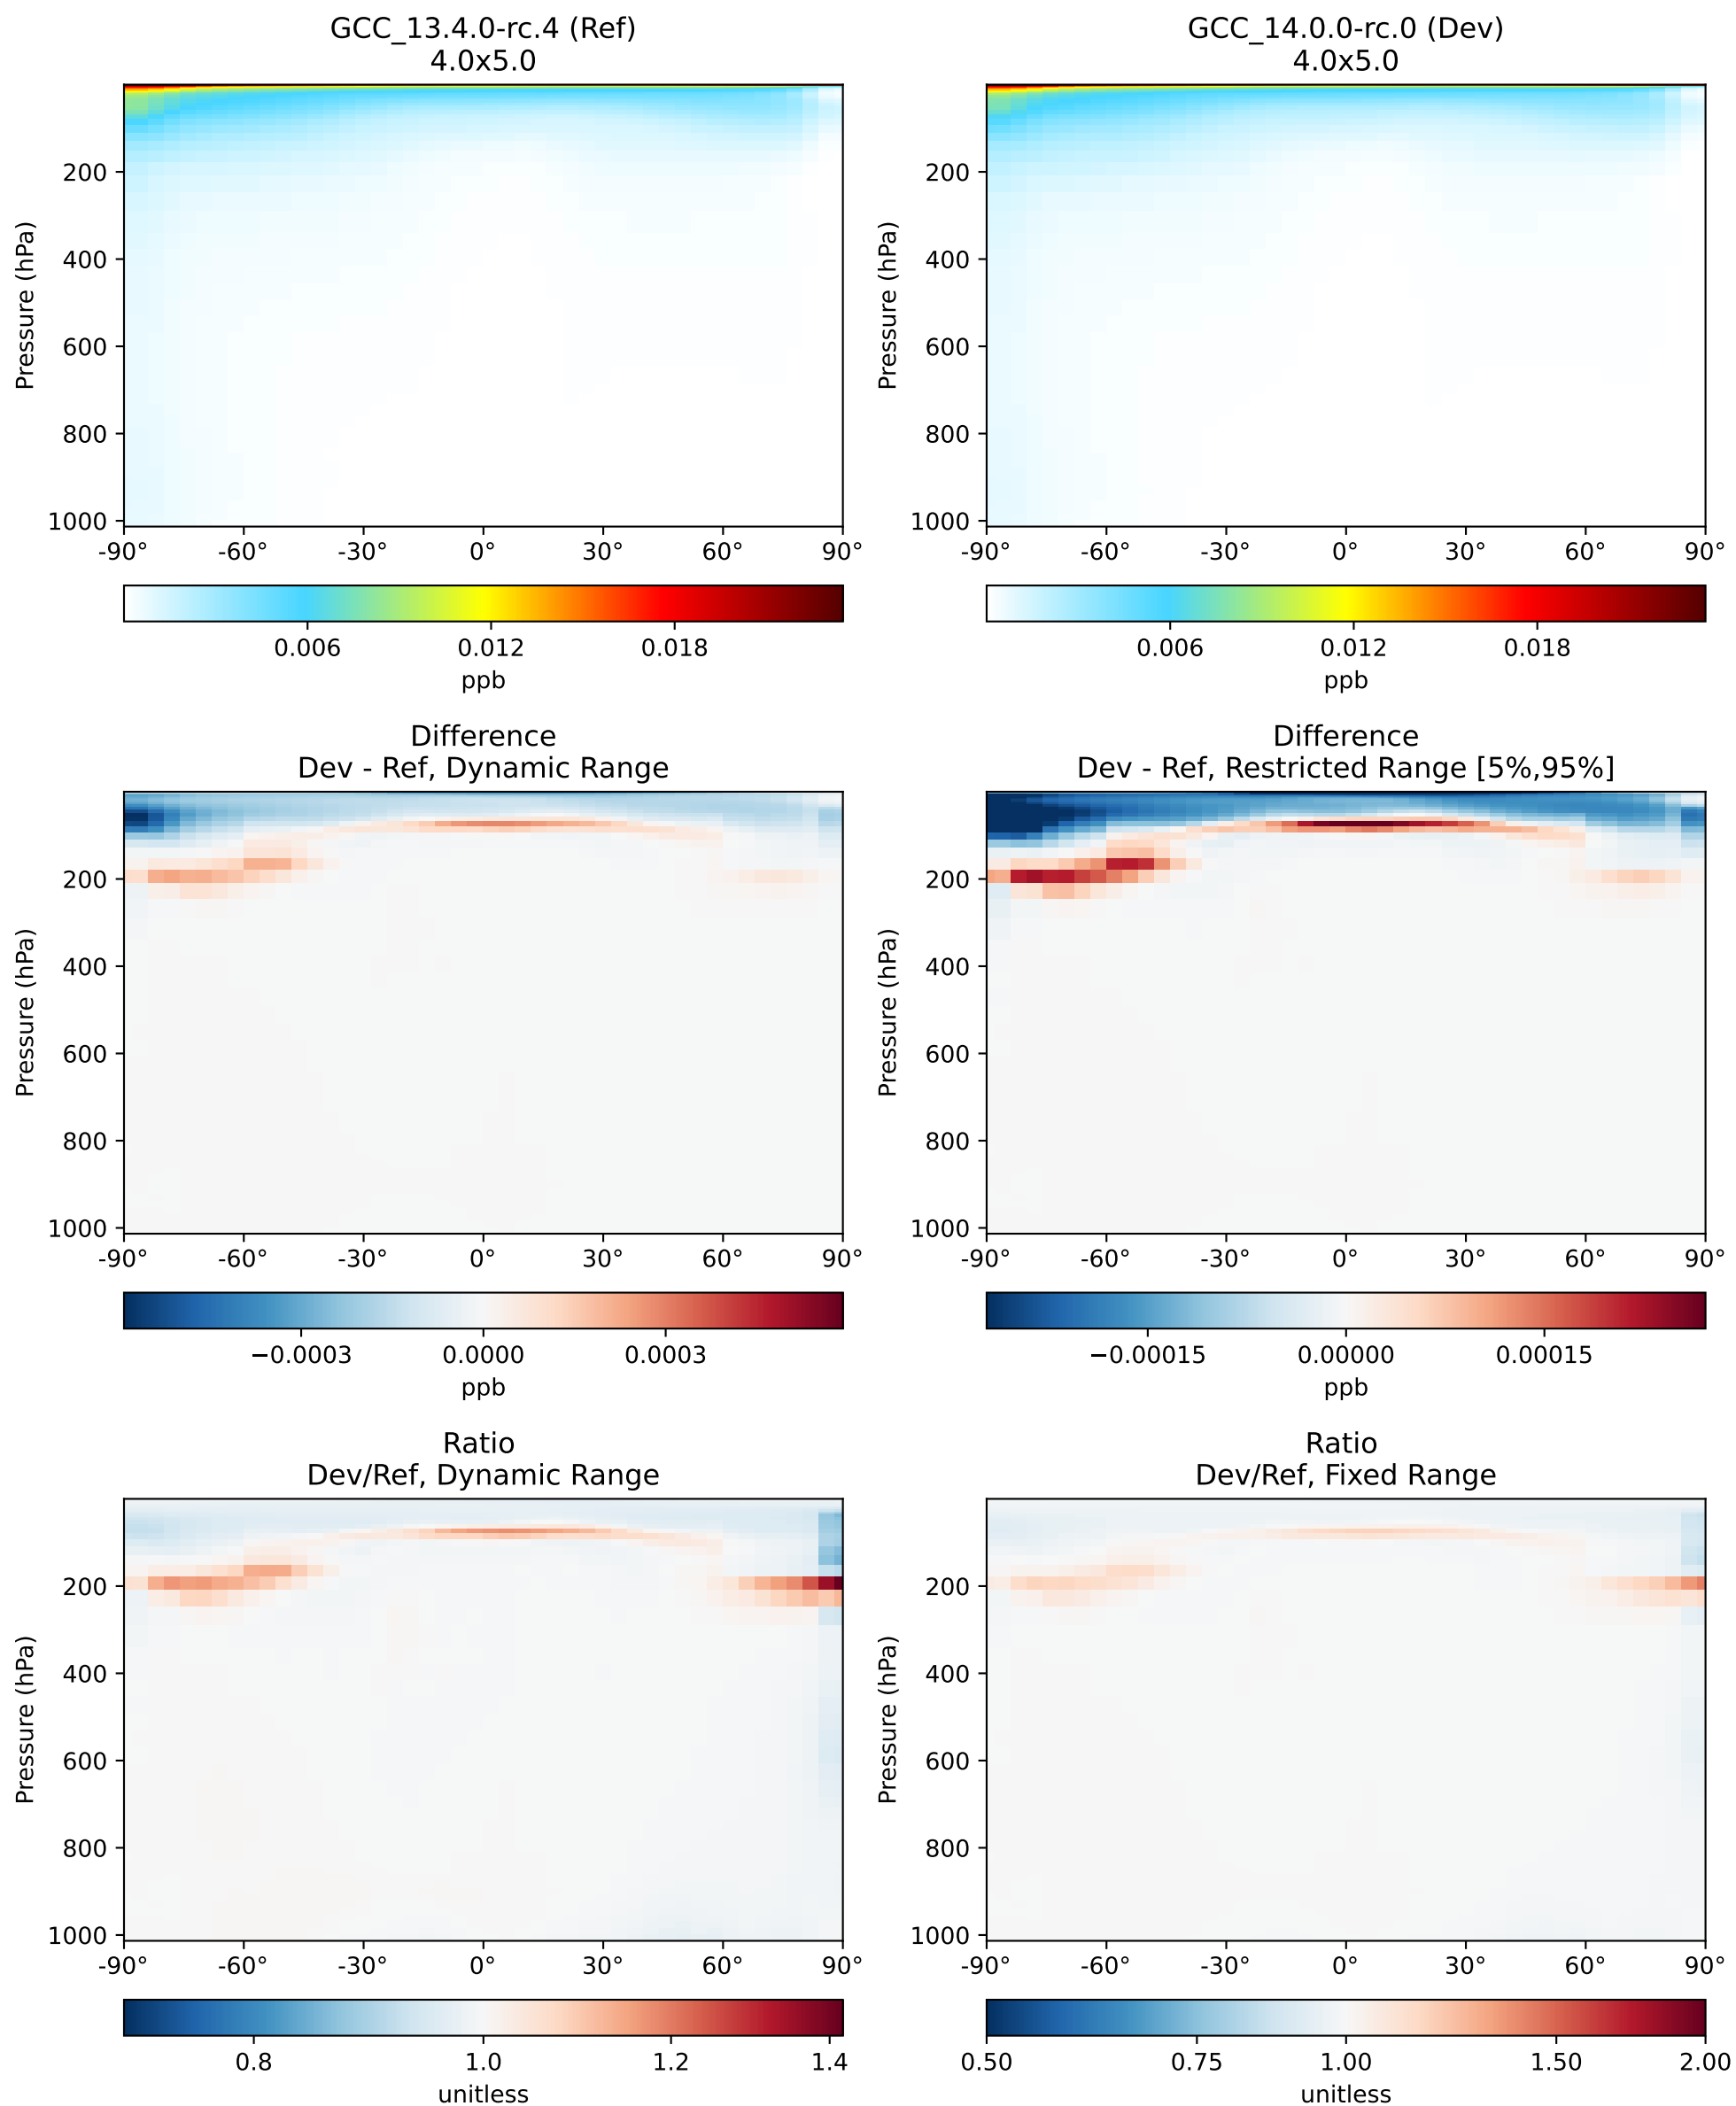 GCC_13.4.0-rc.4 (Ref)
4.0x5.0
Pressure (hPa)
200
400
600
800
1000
-90° -60° -30° 0° 30° 60° 90°
0.006 0.012 0.018
ppb
GCC_14.0.0-rc.0 (Dev)
4.0x5.0
Pressure (hPa)
200
400
600
800
1000
-90° -60° -30° 0° 30° 60° 90°
0.006 0.012 0.018
ppb
Difference
Dev - Ref, Dynamic Range
Pressure (hPa)
200
400
600
800
1000
-90° -60° -30° 0° 30° 60° 90°
−0.0003 0.0000 0.0003
ppb
Difference
Dev - Ref, Restricted Range [5%,95%]
Pressure (hPa)
200
400
600
800
1000
-90° -60° -30° 0° 30° 60° 90°
−0.00015 0.00000 0.00015
ppb
Ratio
Dev/Ref, Dynamic Range
Pressure (hPa)
200
400
600
800
1000
-90° -60° -30° 0° 30° 60° 90°
0.8 1.0 1.2 1.4
unitless
Ratio
Dev/Ref, Fixed Range
Pressure (hPa)
200
400
600
800
1000
-90° -60° -30° 0° 30° 60° 90°
0.50 0.75 1.00 1.50 2.00
unitless